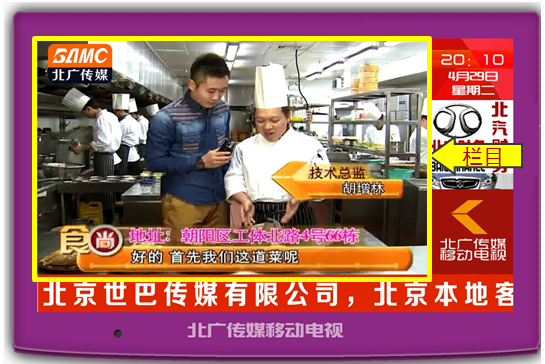 BAMC
北广传媒
20:10
4月29日
星期二
北汽
栏目
技术总监
胡增林
食尚
地址：朝阳区工体北路4号66栋
好的 首先我们这道菜呢
北广传媒
移动电视
北京世巴传媒有限公司，北京本地客
北广传媒移动电视